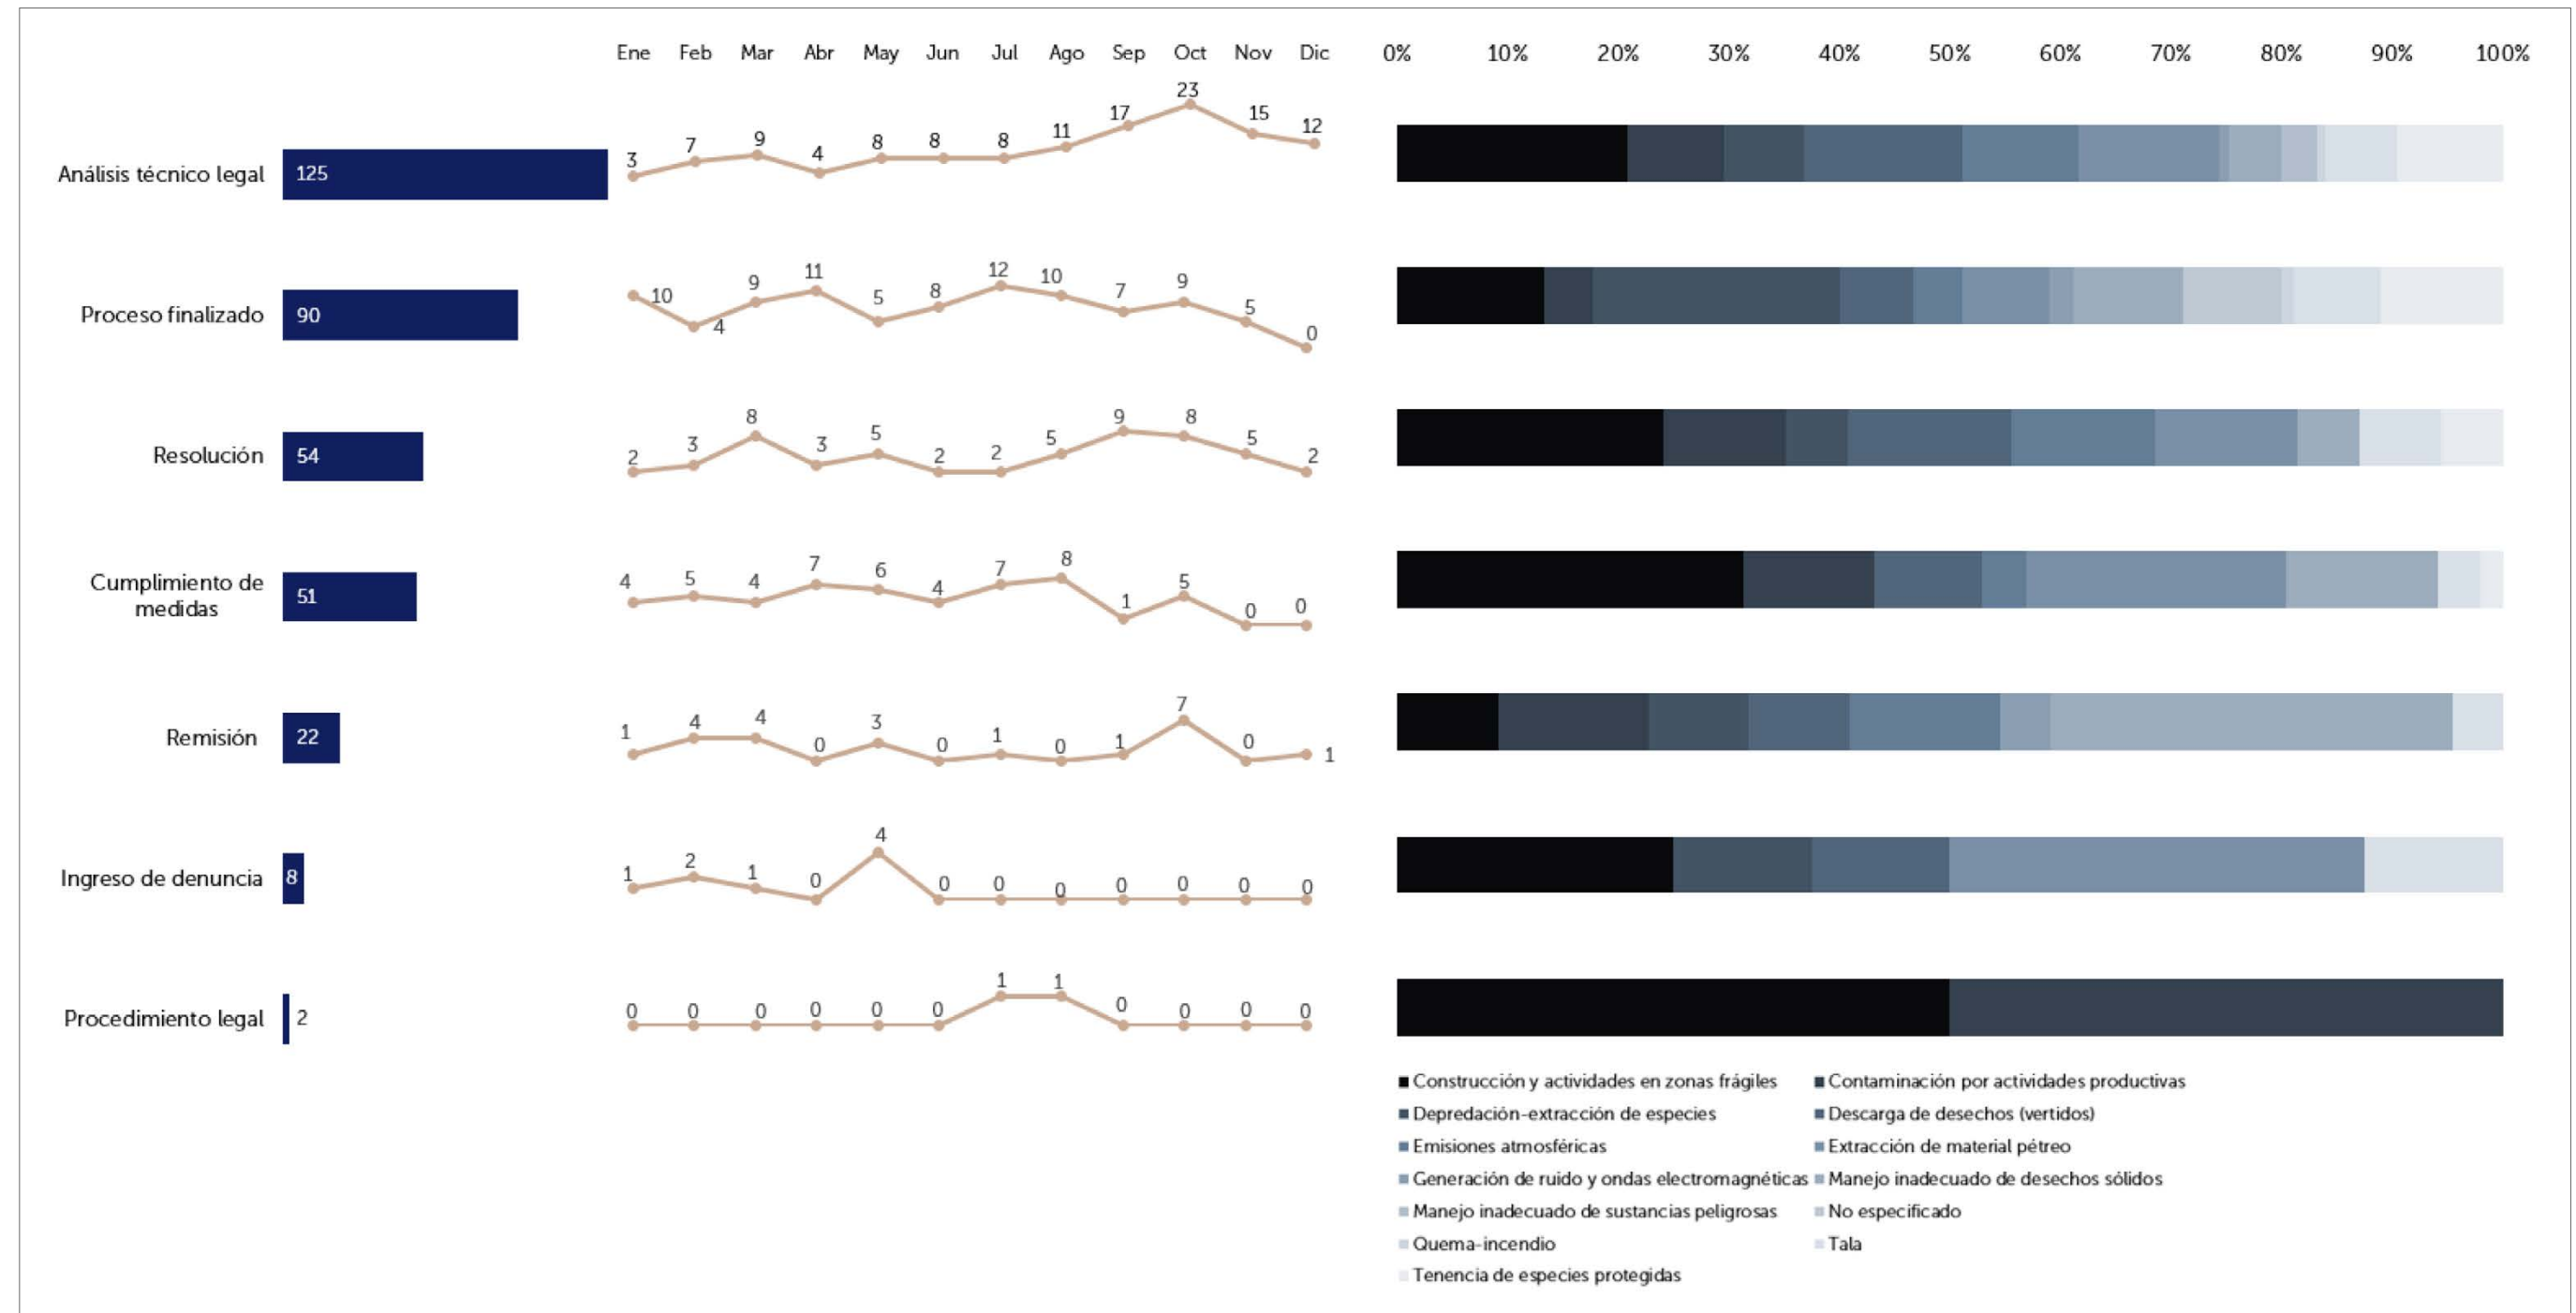 Ene Feb Mar Abr May Jun Jul Ago Sep Oct Nov Dic 0% 10% 20% 30% 40% 50% 60% 70% 80% 90% 100%
Análisis técnico legal 125 3 7 9 4 8 8 8 11 17 23 15 12
Proceso finalizado 90 10 4 9 11 5 8 12 10 7 9 5 0
Resolución 54 2 3 8 3 5 2 2 5 9 8 5 2
Cumplimiento de
medidas 51 4 5 4 7 6 4 7 8 1 5 0 0
Remisión 22 1 4 4 0 3 0 1 0 1 7 0 1
Ingreso de denuncia 8 1 2 1 0 4 0 0 0 0 0 0 0
Procedimiento legal 2 0 0 0 0 0 0 1 1 0 0 0 0
Construcción y actividades en zonas frágiles Contaminación por actividades productivas
Depredación-extracción de especies Descarga de desechos (vertidos)
Emisiones atmosféricas Extracción de material pétreo
Generación de ruido y ondas electromagnéticas Manejo inadecuado de desechos sólidos
Manejo inadecuado de sustancias peligrosas No especificado
Quema-incendio Tala
Tenencia de especies protegidas